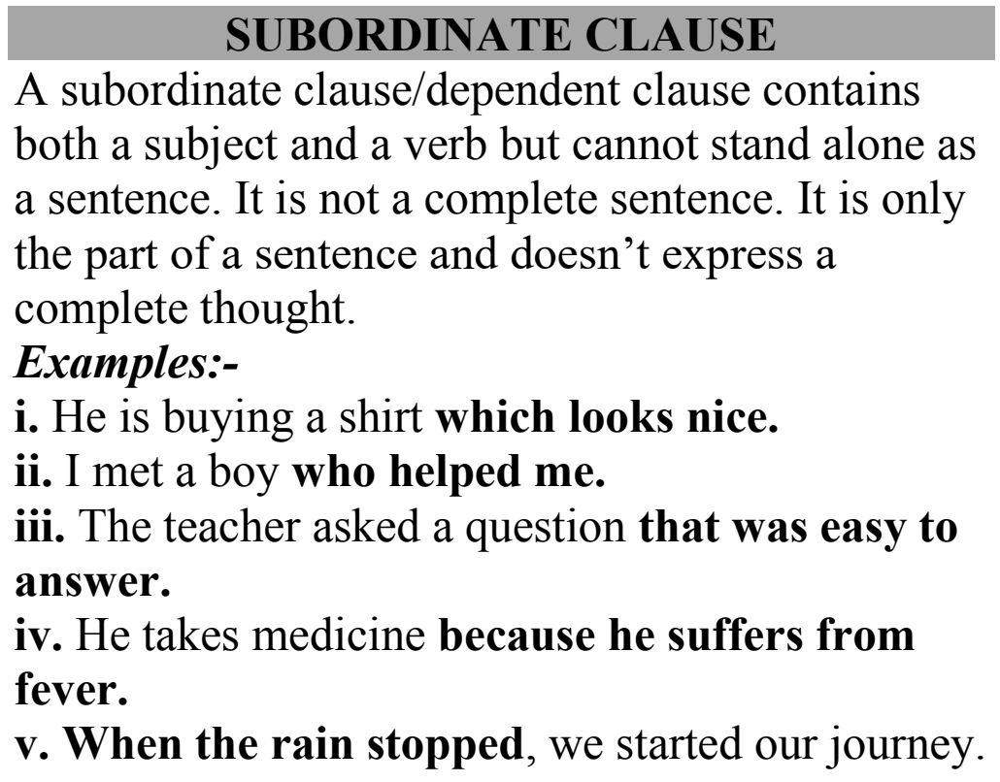 SUBORDINATE CLAUSE
A subordinate clause/dependent clause contains
both a subject and a verb but cannot stand alone as
a sentence. It is not a complete sentence. It is only
the part of a sentence and doesn’t express a
complete thought.
Examples:-
i. He is buying a shirt which looks nice.
ii. I met a boy who helped me.
iii. The teacher asked a question that was easy to
answer.
iv. He takes medicine because he suffers from
fever.
v. When the rain stopped, we started our journey.